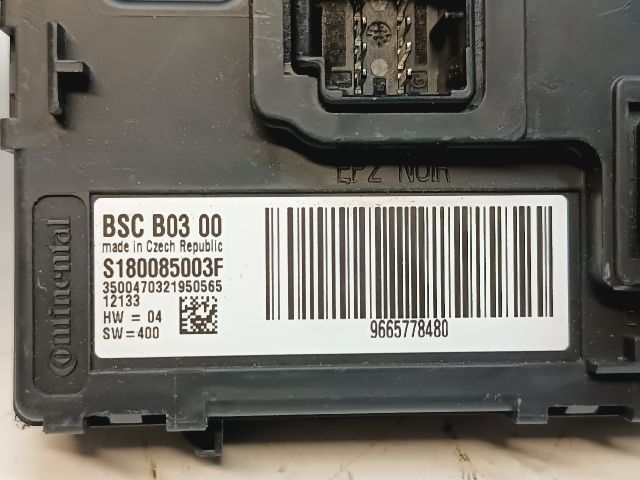 EP2 NOIR
BSC B03 00
made in Czech Republic
S180085003F
3500470321950565
12133
HW = 04
SW=400
9665778480
Continental